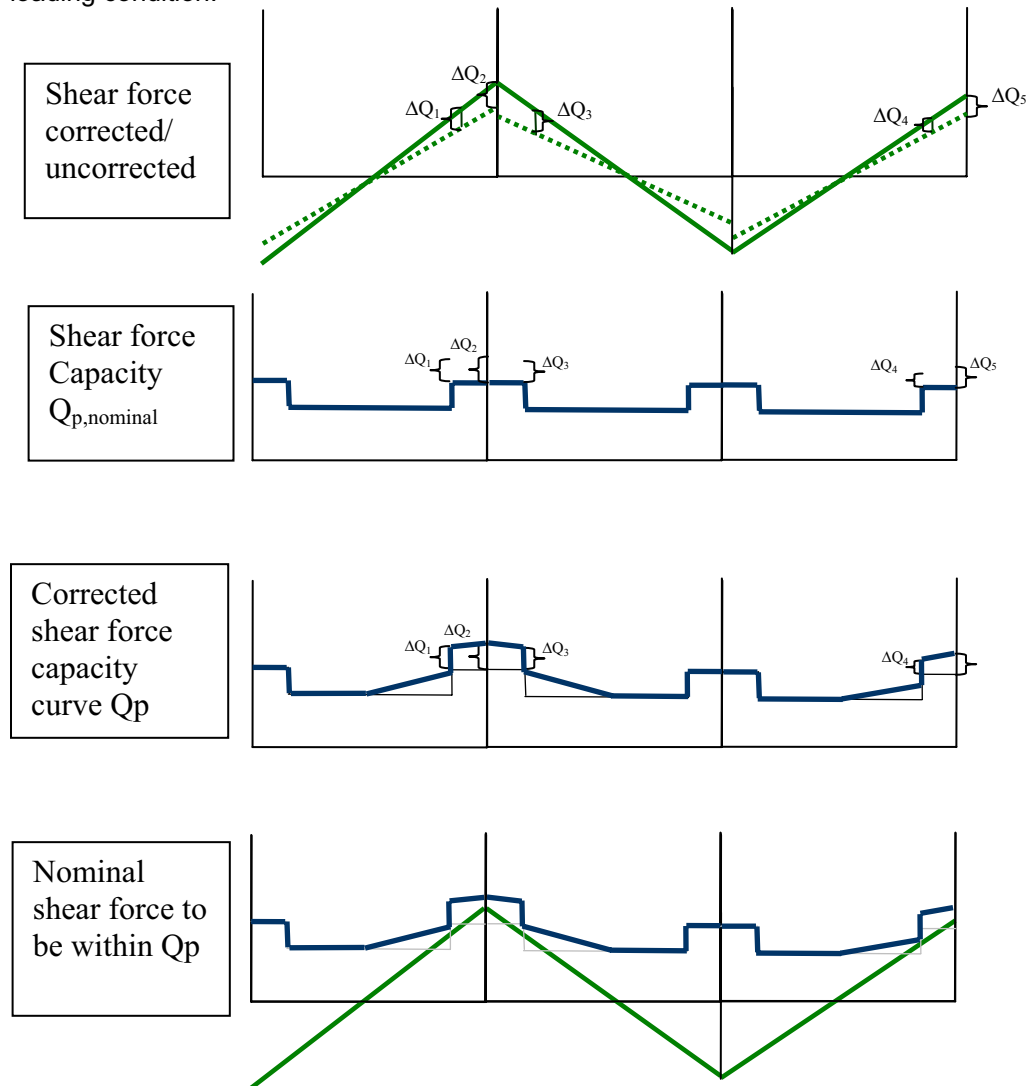 loading condition.
Shear force
corrected/
uncorrected
ΔQ2
ΔQ1
ΔQ3
ΔQ4
ΔQ5
Shear force
Capacity
Qp,nominal
ΔQ2
ΔQ1
ΔQ3
ΔQ4
ΔQ5
Corrected
shear force
capacity
curve Qp
ΔQ2
ΔQ1
ΔQ3
ΔQ4
Nominal
shear force to
be within Qp